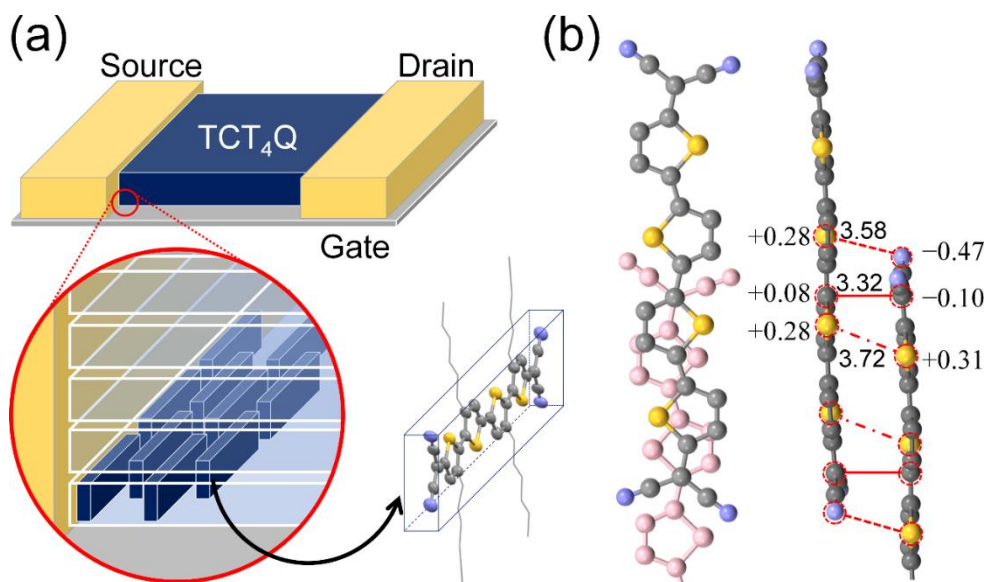 (a)
Source
Drain
TCT₄Q
Gate
(b)
+0.28
3.58
−0.47
+0.08
3.32
−0.10
+0.28
3.72
+0.31